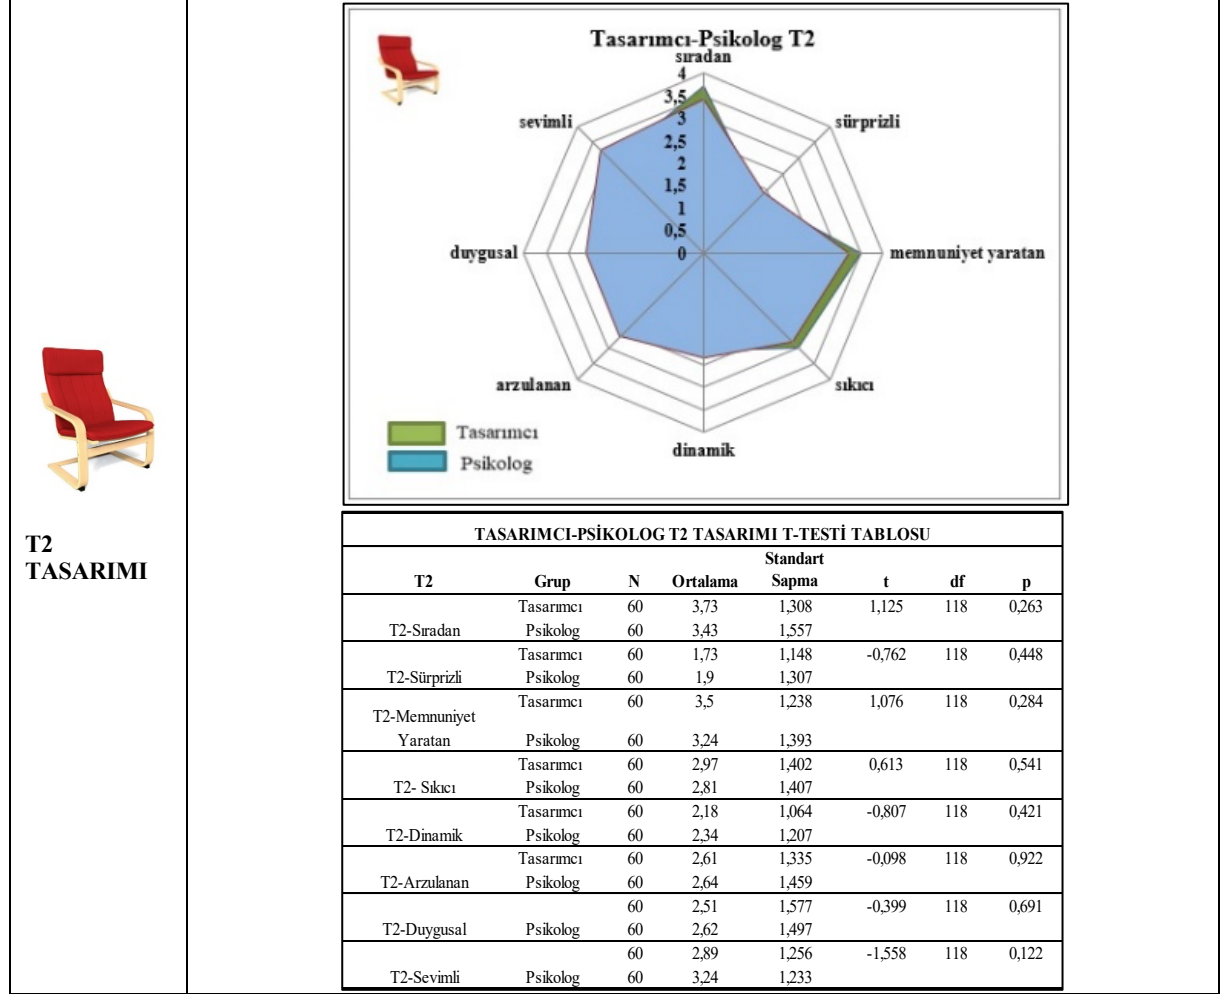 T2
TASARIMI
Tasarımcı-Psikolog T2
sıradan
4
3,5
3
2,5
2
1,5
1
0,5
0
sürprizli
memnuniyet yaratan
sıkıcı
dinamik
arzulanan
duygusal
sevimli
Tasarımcı
Psikolog
TASARIMCI-PSİKOLOG T2 TASARIMI T-TESTİ TABLOSU
T2 Grup N Ortalama Standart Sapma t df p
Tasarımcı 60 3,73 1,308 1,125 118 0,263
T2-Sıradan Psikolog 60 3,43 1,557
Tasarımcı 60 1,73 1,148 -0,762 118 0,448
T2-Sürprizli Psikolog 60 1,9 1,307
Tasarımcı 60 3,5 1,238 1,076 118 0,284
T2-Memnuniyet
Yaratan Psikolog 60 3,24 1,393
Tasarımcı 60 2,97 1,402 0,613 118 0,541
T2- Sıkıcı Psikolog 60 2,81 1,407
Tasarımcı 60 2,18 1,064 -0,807 118 0,421
T2-Dinamik Psikolog 60 2,34 1,207
Tasarımcı 60 2,61 1,335 -0,098 118 0,922
T2-Arzulanan Psikolog 60 2,64 1,459
60 2,51 1,577 -0,399 118 0,691
T2-Duygusal Psikolog 60 2,62 1,497
60 2,89 1,256 -1,558 118 0,122
T2-Sevimli Psikolog 60 3,24 1,233